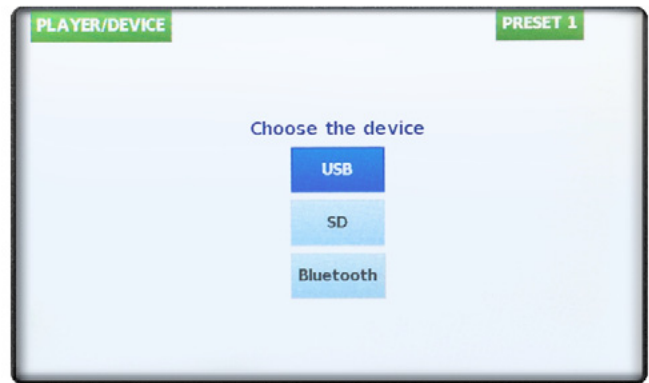 PLAYER/DEVICE
PRESET 1
Choose the device
USB
SD
Bluetooth